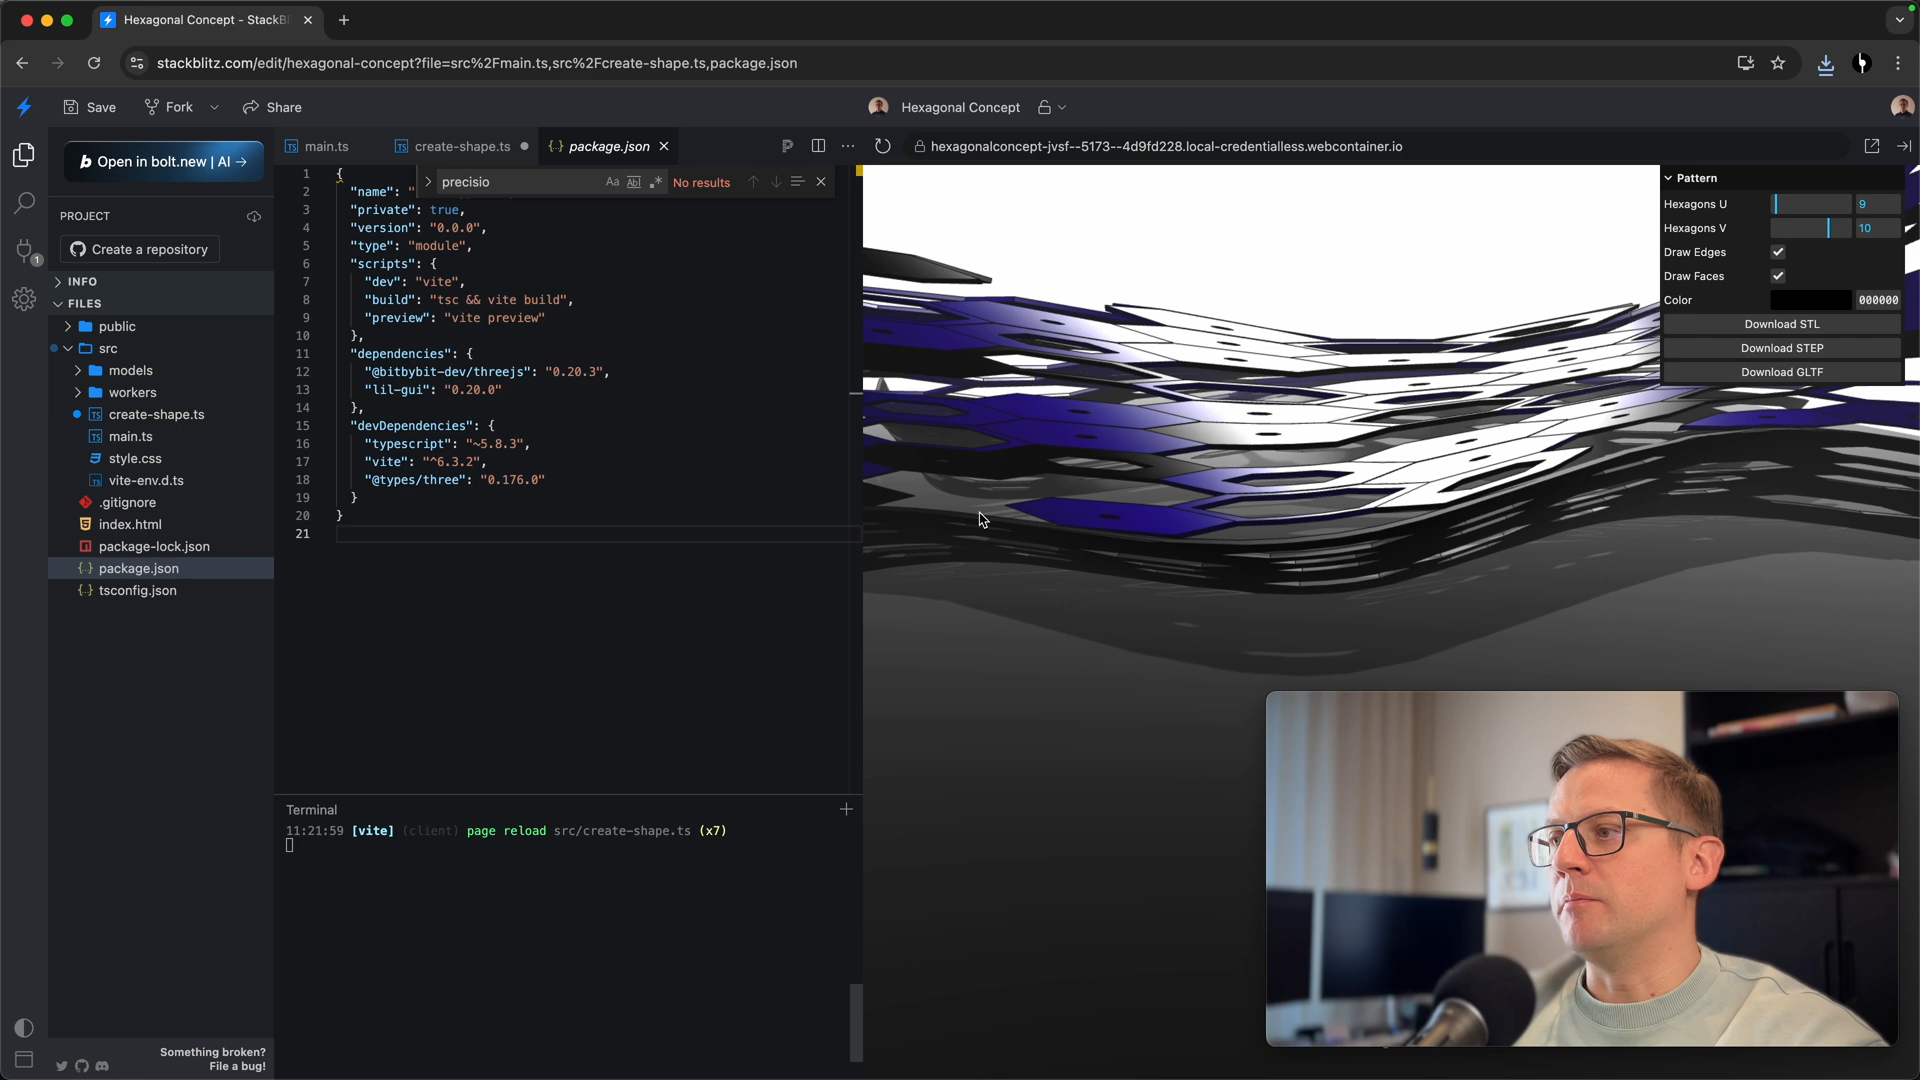 Hexagonal Concept - StackBl
stackblitz.com/edit/hexagonal-concept?file=src%2Fmain.ts,src%2Fcreate-shape.ts,package.json
Save
Fork
Share
Hexagonal Concept
b Open in bolt.new | AI →
PROJECT
Create a repository
1
INFO
FILES
public
src
models
workers
TS create-shape.ts
TS main.ts
style.css
TS vite-env.d.ts
.gitignore
index.html
package-lock.json
{..} package.json
{..} tsconfig.json
Something broken?
File a bug!
TS main.ts
TS create-shape.ts
{..} package.json
precisio
Aa
Abl
No results
1 {
2 "name": "
3 "private": true,
4 "version": "0.0.0",
5 "type": "module",
6 "scripts": {
7 "dev": "vite",
8 "build": "tsc && vite build",
9 "preview": "vite preview"
10 },
11 "dependencies": {
12 "@bitbybit-dev/threejs": "0.20.3",
13 "lil-gui": "0.20.0"
14 },
15 "devDependencies": {
16 "typescript": "~5.8.3",
17 "vite": "^6.3.2",
18 "@types/three": "0.176.0"
19 }
20 }
21
Terminal
11:21:59 [vite] (client) page reload src/create-shape.ts (x7)
hexagonalconcept-jvsf--5173--4d9fd228.local-credentialless.webcontainer.io
Pattern
Hexagons U 9
Hexagons V 10
Draw Edges
Draw Faces
Color 000000
Download STL
Download STEP
Download GLTF